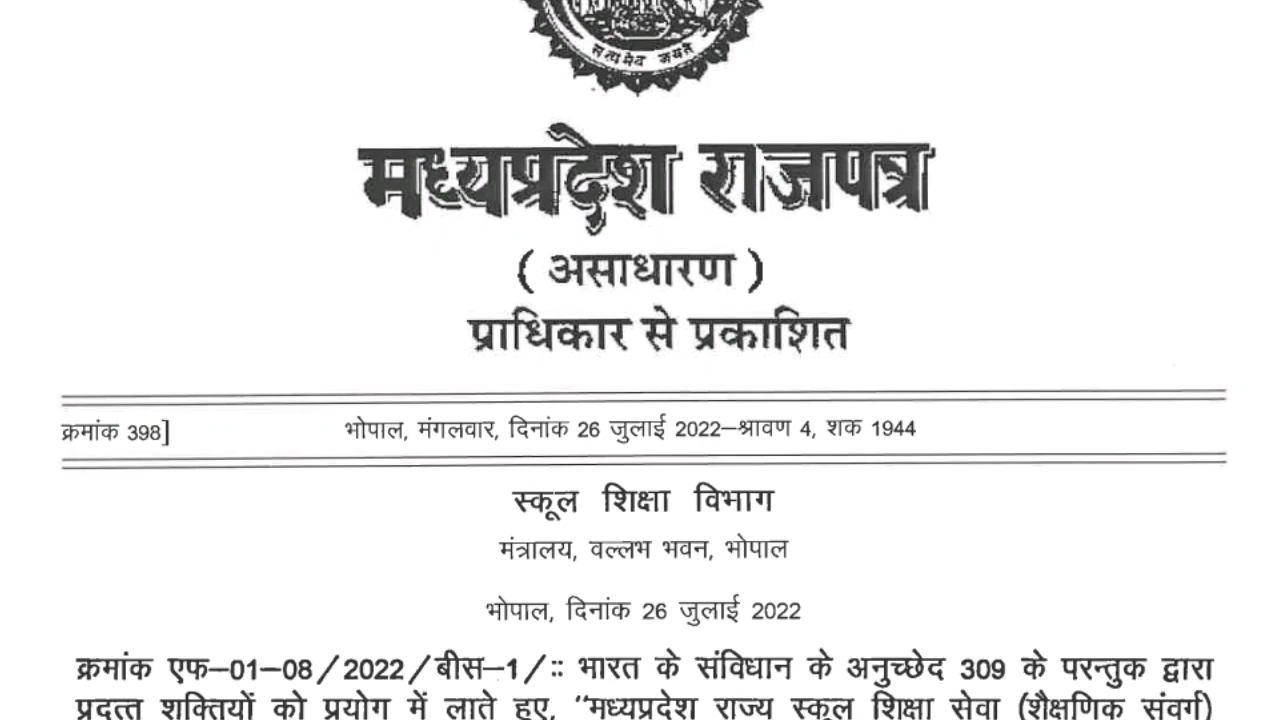 सत्यमेव जयते
मध्यप्रदेश राजपत्र
( असाधारण )
प्राधिकार से प्रकाशित
क्रमांक 398] भोपाल, मंगलवार, दिनांक 26 जुलाई 2022—श्रावण 4, शक 1944
स्कूल शिक्षा विभाग
मंत्रालय, वल्लभ भवन, भोपाल
भोपाल, दिनांक 26 जुलाई 2022
क्रमांक एफ—01—08/2022/बीस—1/:: भारत के संविधान के अनुच्छेद 309 के परन्तुक द्वारा
प्रदत्त शक्तियों को प्रयोग में लाते हुए, "मध्यप्रदेश राज्य स्कूल शिक्षा सेवा (शैक्षणिक संवर्ग)